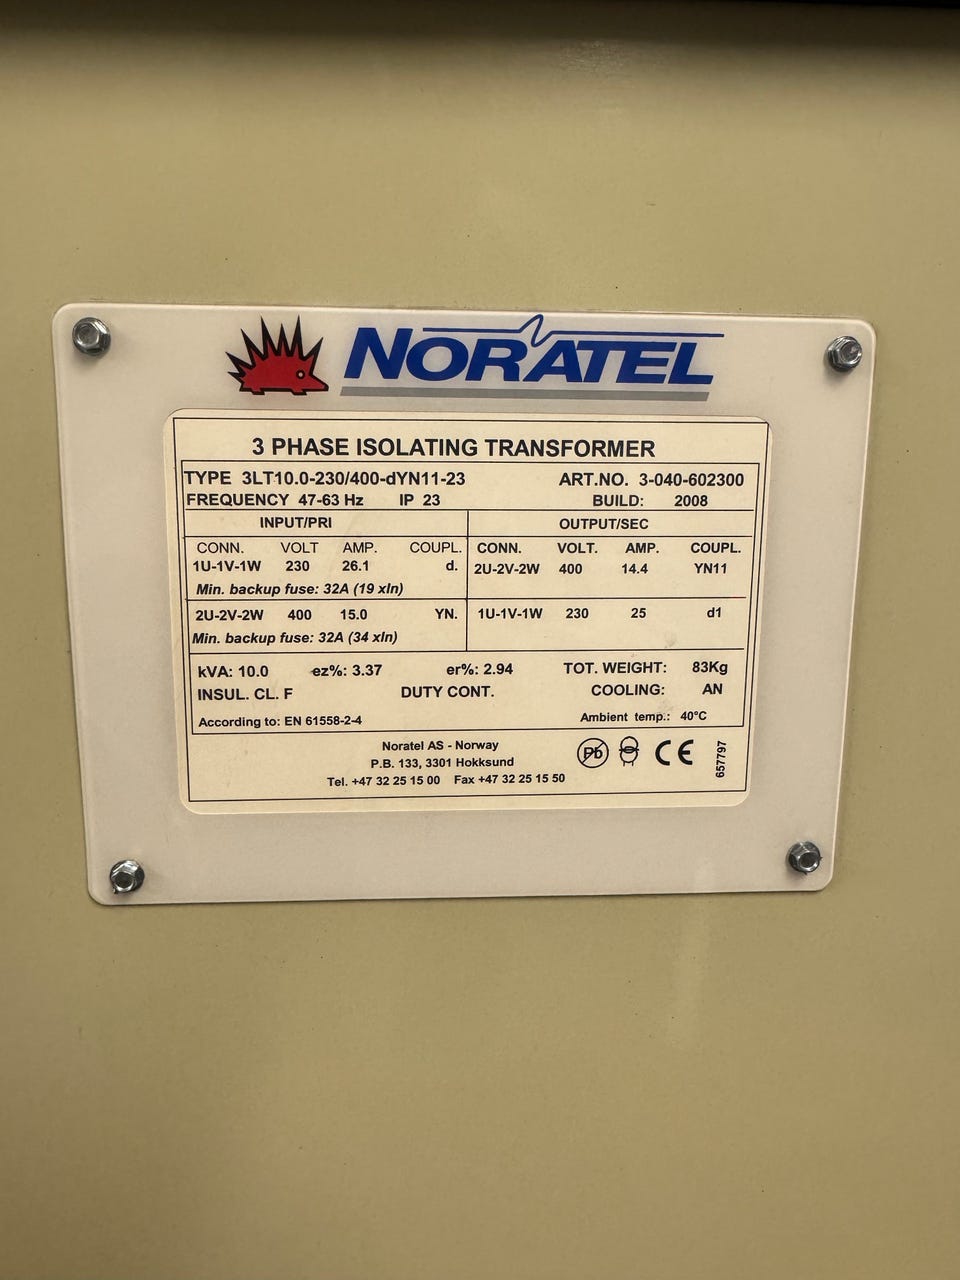 NORATEL
3 PHASE ISOLATING TRANSFORMER
TYPE 3LT10.0-230/400-dYN11-23 ART.NO. 3-040-602300
FREQUENCY 47-63 Hz IP 23 BUILD: 2008
INPUT/PRI OUTPUT/SEC
CONN. VOLT AMP. COUPL. CONN. VOLT. AMP. COUPL.
1U-1V-1W 230 26.1 d. 2U-2V-2W 400 14.4 YN11
Min. backup fuse: 32A (19 xIn)
2U-2V-2W 400 15.0 YN. 1U-1V-1W 230 25 d1
Min. backup fuse: 32A (34 xIn)
kVA: 10.0 ez%: 3.37 er%: 2.94 TOT. WEIGHT: 83Kg
INSUL. CL. F DUTY CONT. COOLING: AN
According to: EN 61558-2-4 Ambient temp.: 40°C
Noratel AS - Norway
P.B. 133, 3301 Hokksund
Tel. +47 32 25 15 00 Fax +47 32 25 15 50
Pb CE
657797